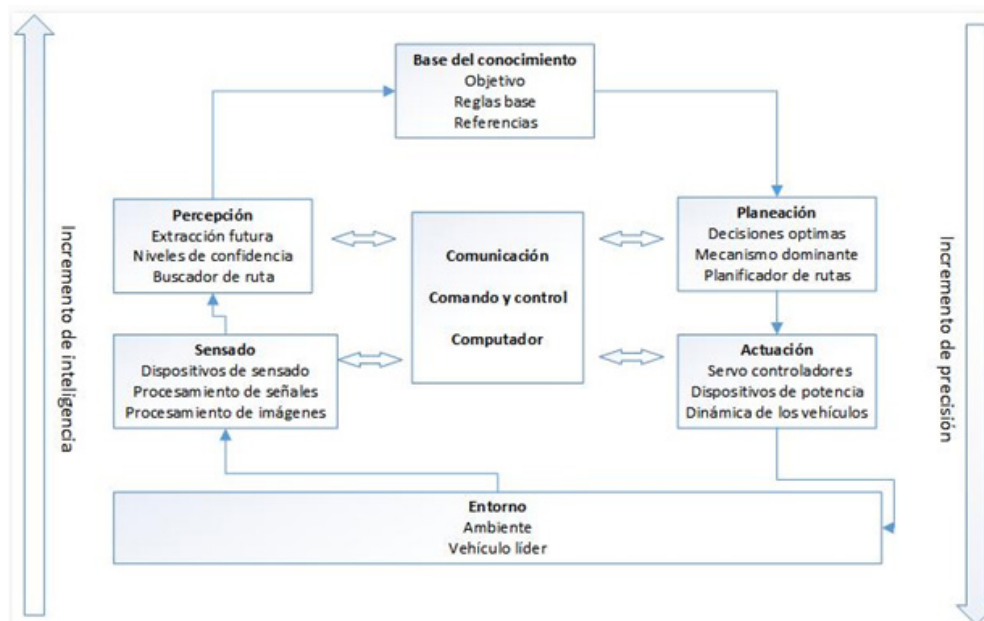 Base del conocimiento
Objetivo
Reglas base
Referencias
Percepción
Extracción futura
Niveles de confidencia
Buscador de ruta
Comunicación
Comando y control
Computador
Planeación
Decisiones optimas
Mecanismo dominante
Planificador de rutas
Sensado
Dispositivos de sensado
Procesamiento de señales
Procesamiento de imágenes
Actuación
Servo controladores
Dispositivos de potencia
Dinámica de los vehículos
Entorno
Ambiente
Vehículo líder
Incremento de inteligencia
Incremento de precisión